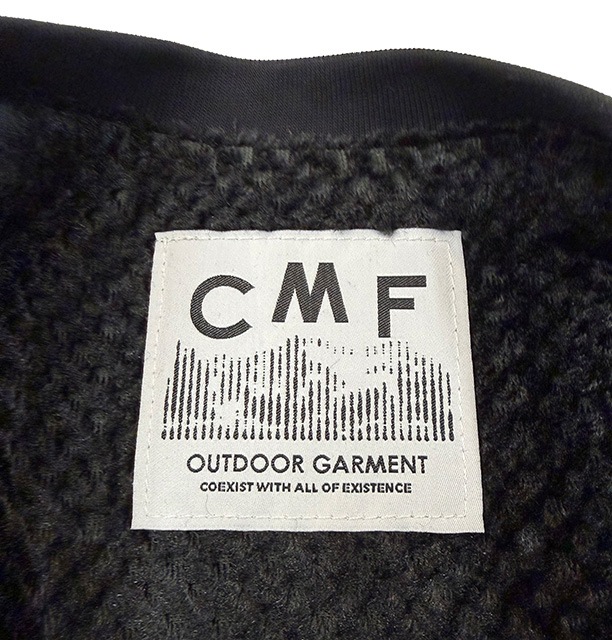 CMF
OUTDOOR GARMENT
COEXIST WITH ALL OF EXISTENCE